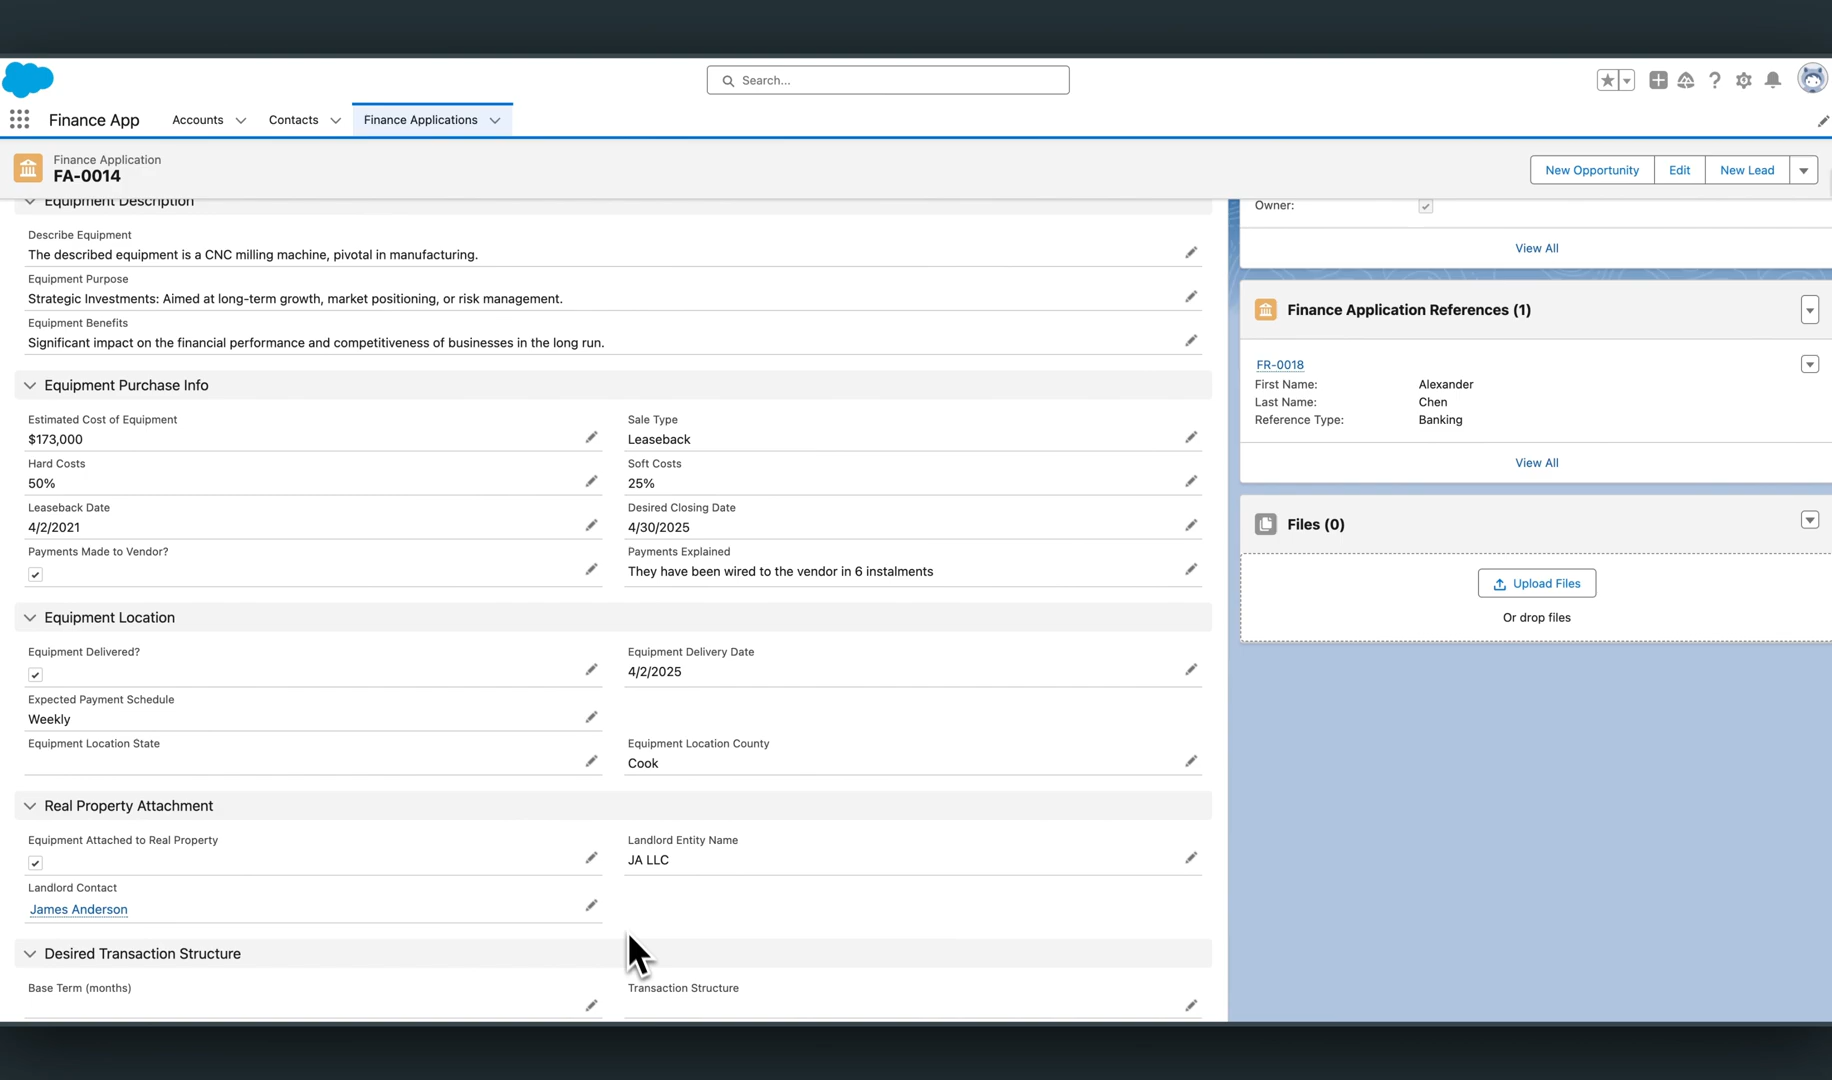 Search...
Finance App
Accounts
Contacts
Finance Applications
Finance Application
FA-0014
New Opportunity
Edit
New Lead
Equipment Description
Describe Equipment
The described equipment is a CNC milling machine, pivotal in manufacturing.
Equipment Purpose
Strategic Investments: Aimed at long-term growth, market positioning, or risk management.
Equipment Benefits
Significant impact on the financial performance and competitiveness of businesses in the long run.
Equipment Purchase Info
Estimated Cost of Equipment
$173,000
Sale Type
Leaseback
Hard Costs
50%
Soft Costs
25%
Leaseback Date
4/2/2021
Desired Closing Date
4/30/2025
Payments Made to Vendor?
Payments Explained
They have been wired to the vendor in 6 instalments
Equipment Location
Equipment Delivered?
Equipment Delivery Date
4/2/2025
Expected Payment Schedule
Weekly
Equipment Location State
Equipment Location County
Cook
Real Property Attachment
Equipment Attached to Real Property
Landlord Entity Name
JA LLC
Landlord Contact
James Anderson
Desired Transaction Structure
Base Term (months)
Transaction Structure
Owner:
View All
Finance Application References (1)
FR-0018
First Name: Alexander
Last Name: Chen
Reference Type: Banking
View All
Files (0)
Upload Files
Or drop files